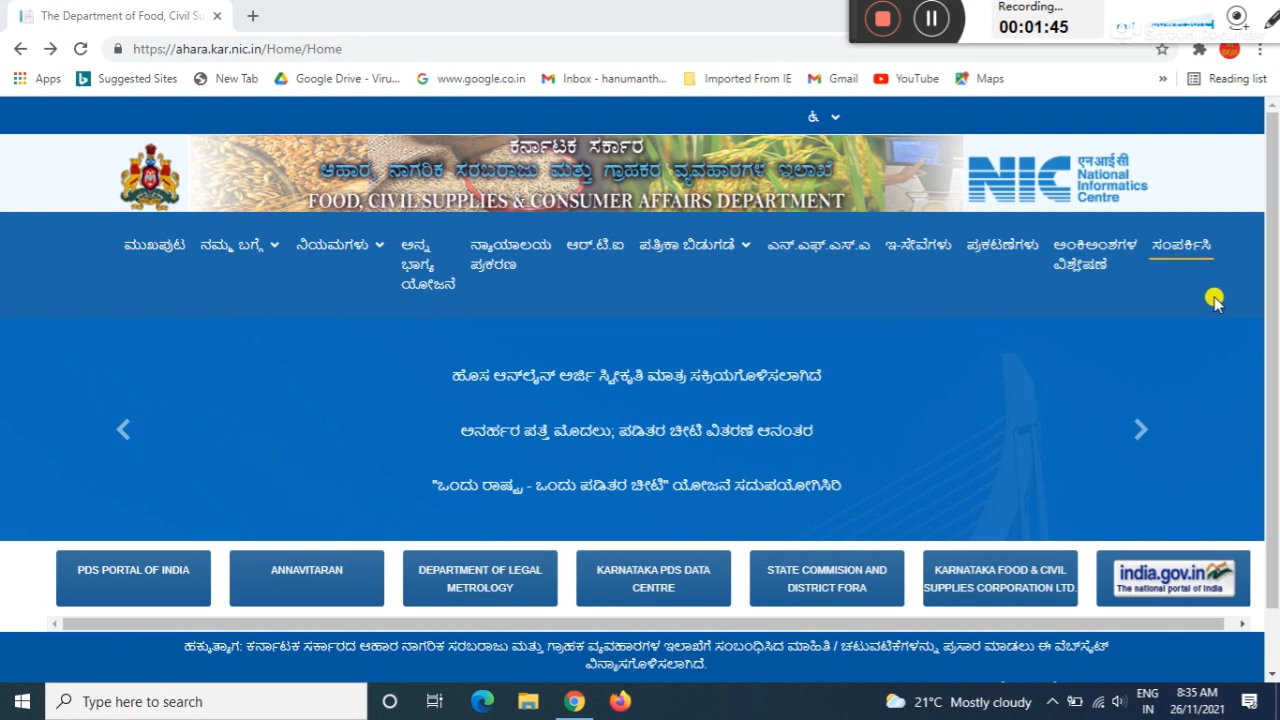 The Department of Food, Civil Su
Recording...
00:01:45
https://ahara.kar.nic.in/Home/Home
Apps
Suggested Sites
New Tab
Google Drive - Viru...
www.google.co.in
Inbox - hanumanth...
Imported From IE
Gmail
YouTube
Maps
»
Reading list
ಕರ್ನಾಟಕ ಸರ್ಕಾರ
ಆಹಾರ ನಾಗರಿಕ ಸರಬರಾಜು ಮತ್ತು ಗ್ರಾಹಕರ ವ್ಯವಹಾರಗಳ ಇಲಾಖೆ
FOOD, CIVIL SUPPLIES & CONSUMER AFFAIRS DEPARTMENT
NIC
एनआईसी
National
Informatics
Centre
ಮುಖಪುಟ
ನಮ್ಮ ಬಗ್ಗೆ
ನಿಯಮಗಳು
ಅನ್ನ
ಭಾಗ್ಯ
ಯೋಜನೆ
ನ್ಯಾಯಾಲಯ
ಪ್ರಕರಣ
ಆರ್.ಟಿ.ಐ
ಪತ್ರಿಕಾ ಬಿಡುಗಡೆ
ಎನ್.ಎಫ್.ಎಸ್.ಎ
ಇ-ಸೇವೆಗಳು
ಪ್ರಕಟಣೆಗಳು
ಅಂಕಿಅಂಶಗಳ
ವಿಶ್ಲೇಷಣೆ
ಸಂಪರ್ಕಿಸಿ
ಹೊಸ ಆನ್‌ಲೈನ್ ಅರ್ಜಿ ಸ್ವೀಕೃತಿ ಮಾತ್ರ ಸಕ್ರಿಯಗೊಳಿಸಲಾಗಿದೆ
ಅನರ್ಹರ ಪತ್ತೆ ಮೊದಲು; ಪಡಿತರ ಚೀಟಿ ವಿತರಣೆ ಆನಂತರ
"ಒಂದು ರಾಷ್ಟ್ರ - ಒಂದು ಪಡಿತರ ಚೀಟಿ" ಯೋಜನೆ ಸದುಪಯೋಗಿಸಿರಿ
PDS PORTAL OF INDIA
ANNAVITARAN
DEPARTMENT OF LEGAL
METROLOGY
KARNATAKA PDS DATA
CENTRE
STATE COMMISION AND
DISTRICT FORA
KARNATAKA FOOD & CIVIL
SUPPLIES CORPORATION LTD.
india.gov.in
The national portal of India
ಹಕ್ಕುತ್ಯಾಗ: ಕರ್ನಾಟಕ ಸರ್ಕಾರದ ಆಹಾರ ನಾಗರಿಕ ಸರಬರಾಜು ಮತ್ತು ಗ್ರಾಹಕ ವ್ಯವಹಾರಗಳ ಇಲಾಖೆಗೆ ಸಂಬಂಧಿಸಿದ ಮಾಹಿತಿ / ಚಟುವಟಿಕೆಗಳನ್ನು ಪ್ರಸಾರ ಮಾಡಲು ಈ ವೆಬ್‌ಸೈಟ್
ವಿನ್ಯಾಸಗೊಳಿಸಲಾಗಿದೆ.
Type here to search
21°C Mostly cloudy
ENG
IN
8:35 AM
26/11/2021